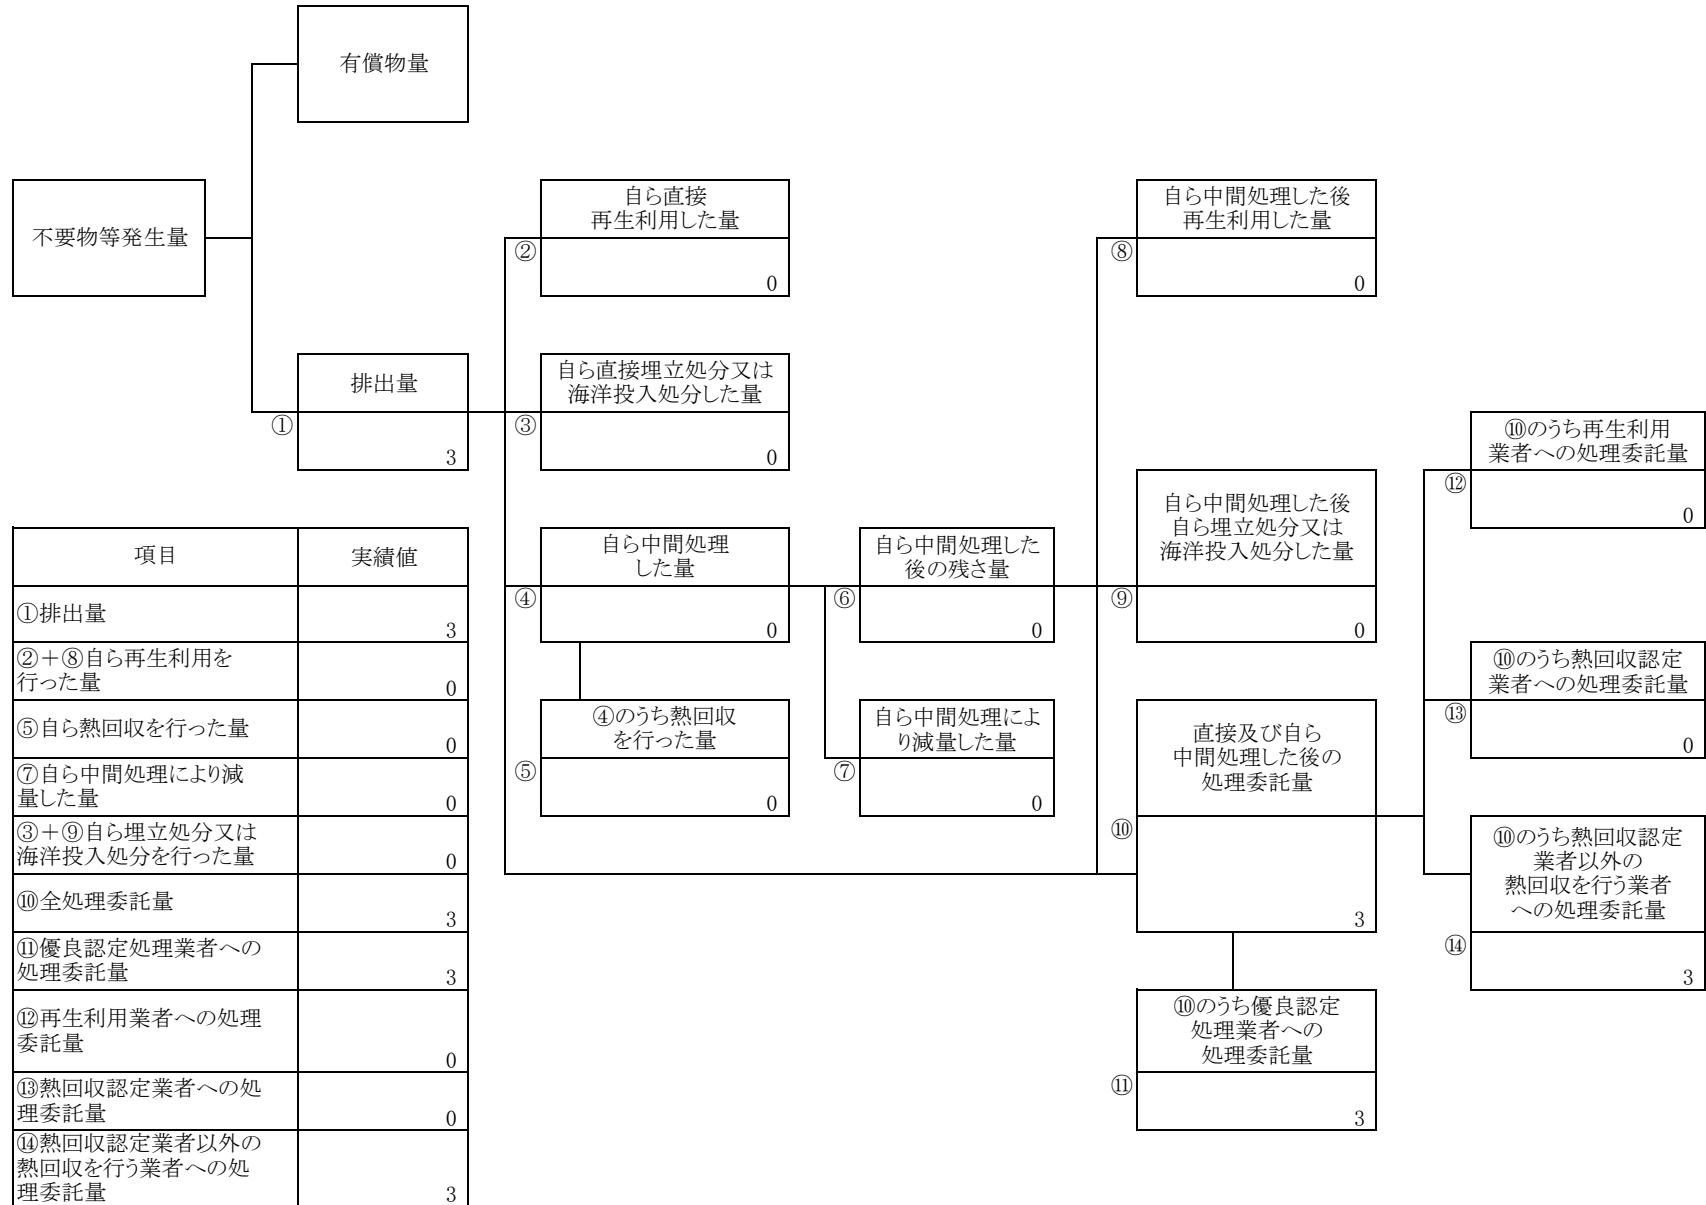 有償物量
不要物等発生量
自ら直接
再生利用した量
②
0
自ら中間処理した後
再生利用した量
⑧
0
排出量
①
3
自ら直接埋立処分又は
海洋投入処分した量
③
0
⑩のうち再生利用
業者への処理委託量
⑫
0
自ら中間処理した後
自ら埋立処分又は
海洋投入処分した量
⑨
0
自ら中間処理
した量
④
0
自ら中間処理した
後の残さ量
⑥
0
⑩のうち熱回収認定
業者への処理委託量
⑬
0
④のうち熱回収
を行った量
⑤
0
自ら中間処理によ
り減量した量
⑦
0
直接及び自ら
中間処理した後の
処理委託量
⑩
3
⑩のうち熱回収認定
業者以外の
熱回収を行う業者
への処理委託量
⑭
3
⑩のうち優良認定
処理業者への
処理委託量
⑪
3
項目 実績値
①排出量
3
②+⑧自ら再生利用を
行った量
0
⑤自ら熱回収を行った量
0
⑦自ら中間処理により減
量した量
0
③+⑨自ら埋立処分又は
海洋投入処分を行った量
0
⑩全処理委託量
3
⑪優良認定処理業者への
処理委託量
3
⑫再生利用業者への処理
委託量
0
⑬熱回収認定業者への処
理委託量
0
⑭熱回収認定業者以外の
熱回収を行う業者への処
理委託量
3